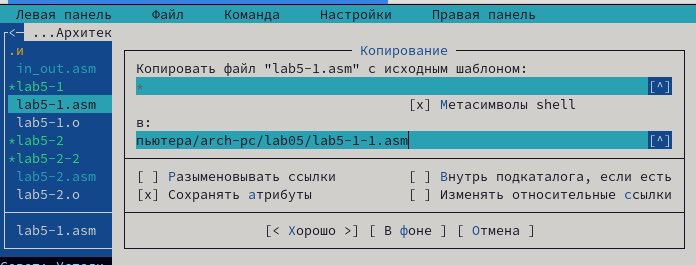 Левая панель Файл Команда Настройки Правая панель
...Архитек
.и
in_out.asm
*lab5-1
lab5-1.asm
lab5-1.o
*lab5-2
*lab5-2-2
lab5-2.asm
lab5-2.o
lab5-1.asm
Копирование
Копировать файл "lab5-1.asm" с исходным шаблоном:
* [^]
[x] Метасимволы shell
в:
пьютера/arch-pc/lab05/lab5-1-1.asm [^]
[ ] Разыменовывать ссылки [ ] Внутрь подкаталога, если есть
[x] Сохранять атрибуты [ ] Изменять относительные ссылки
[< Хорошо >] [ В фоне ] [ Отмена ]